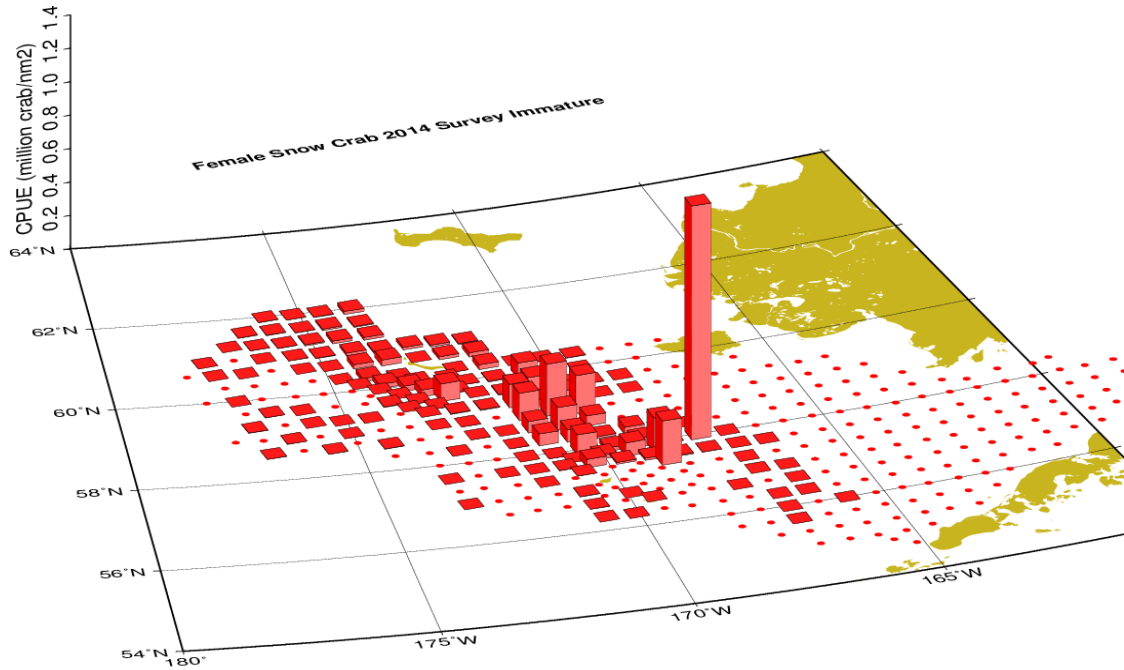 1.4
1.2
1.0
0.8
0.6
0.4
0.2
CPUE (million crab/nm2)
Female Snow Crab 2014 Survey Immature
64°N
62°N
60°N
58°N
56°N
54°N
180°
175°W
170°W
165°W